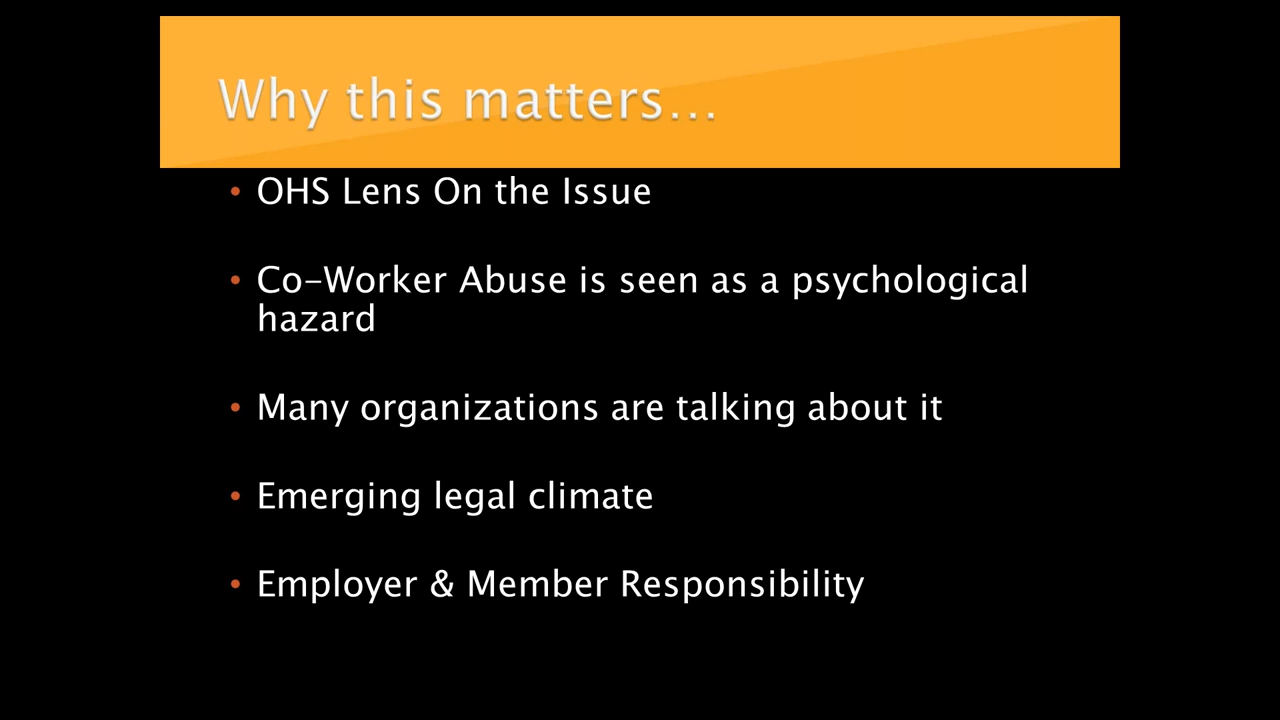 Why this matters...
• OHS Lens On the Issue
• Co-Worker Abuse is seen as a psychological
hazard
• Many organizations are talking about it
• Emerging legal climate
• Employer & Member Responsibility